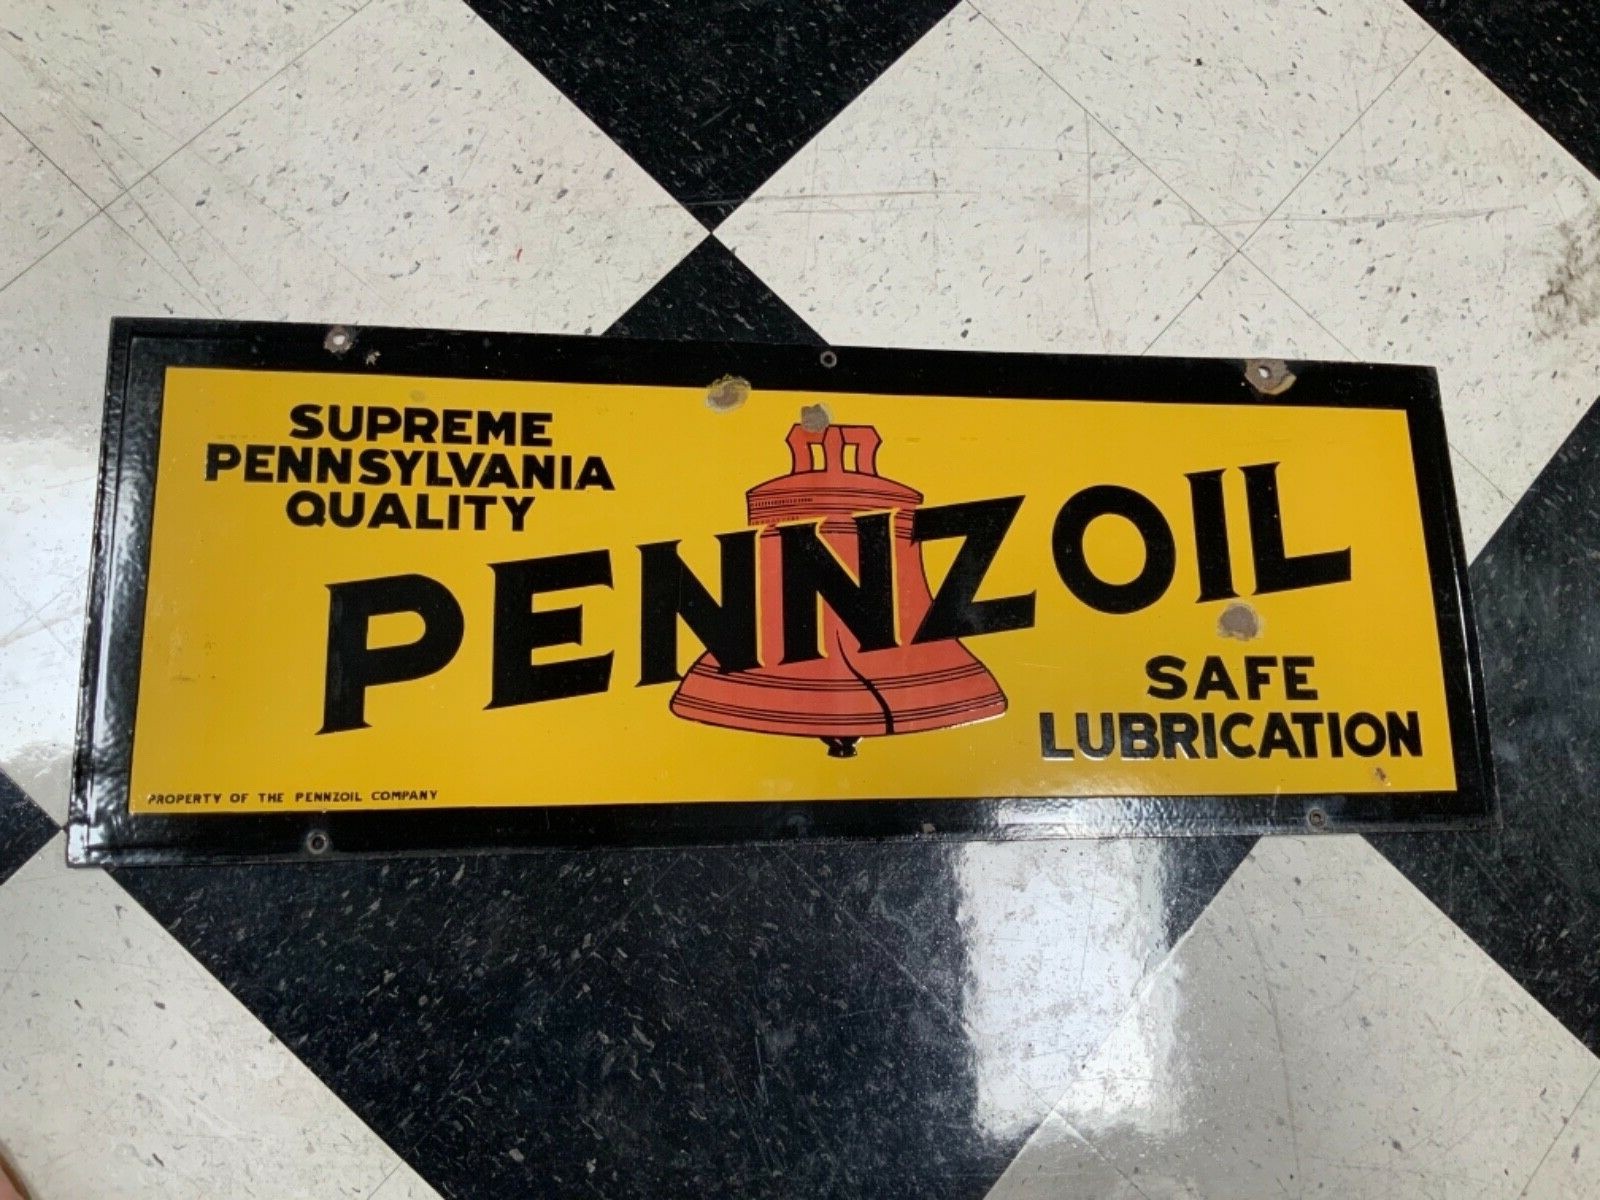 SUPREME
PENNSYLVANIA
QUALITY
PENNZOIL
SAFE
LUBRICATION
PROPERTY OF THE PENNZOIL COMPANY